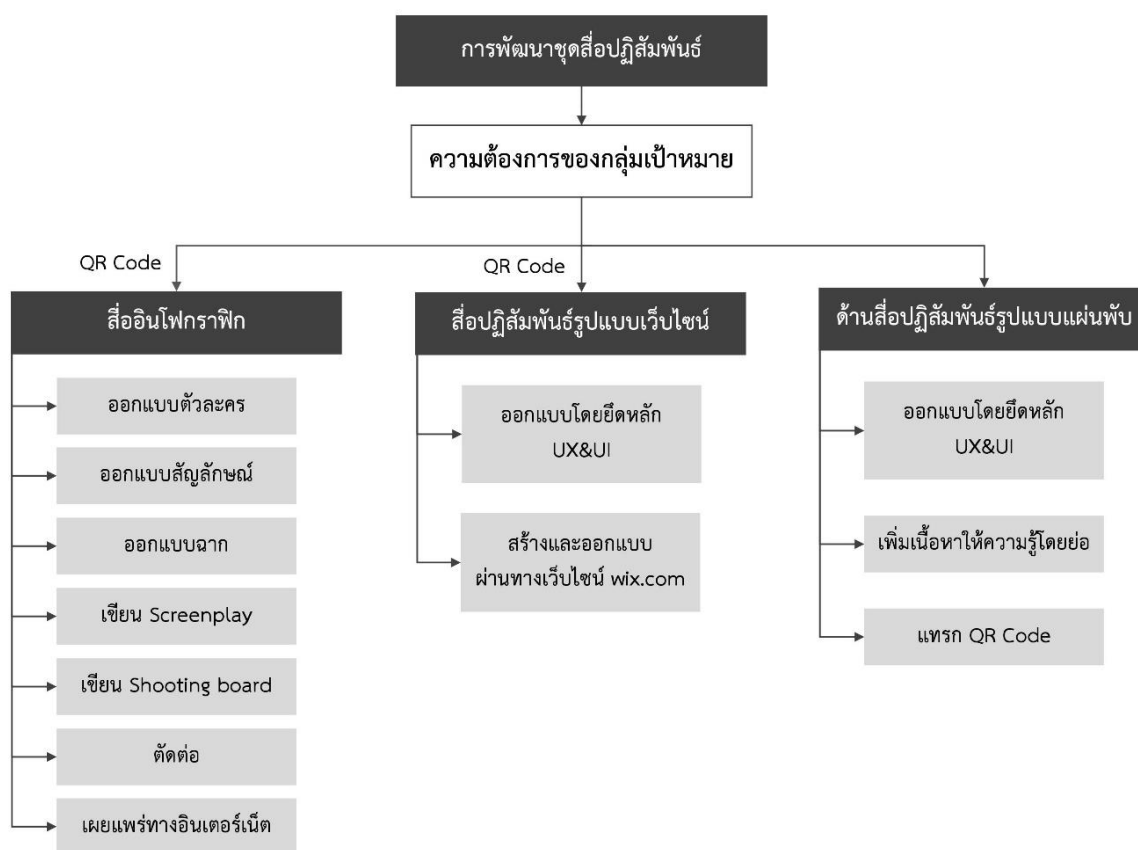 การพัฒนาชุดสื่อปฏิสัมพันธ์
ความต้องการของกลุ่มเป้าหมาย
QR Code
QR Code
สื่ออินโฟกราฟิก
ออกแบบตัวละคร
ออกแบบสัญลักษณ์
ออกแบบฉาก
เขียน Screenplay
เขียน Shooting board
ตัดต่อ
เผยแพร่ทางอินเตอร์เน็ต
สื่อปฏิสัมพันธ์รูปแบบเว็บไซน์
ออกแบบโดยยึดหลัก
UX&UI
สร้างและออกแบบ
ผ่านทางเว็บไซน์ wix.com
ด้านสื่อปฏิสัมพันธ์รูปแบบแผ่นพับ
ออกแบบโดยยึดหลัก
UX&UI
เพิ่มเนื้อหาให้ความรู้โดยย่อ
แทรก QR Code